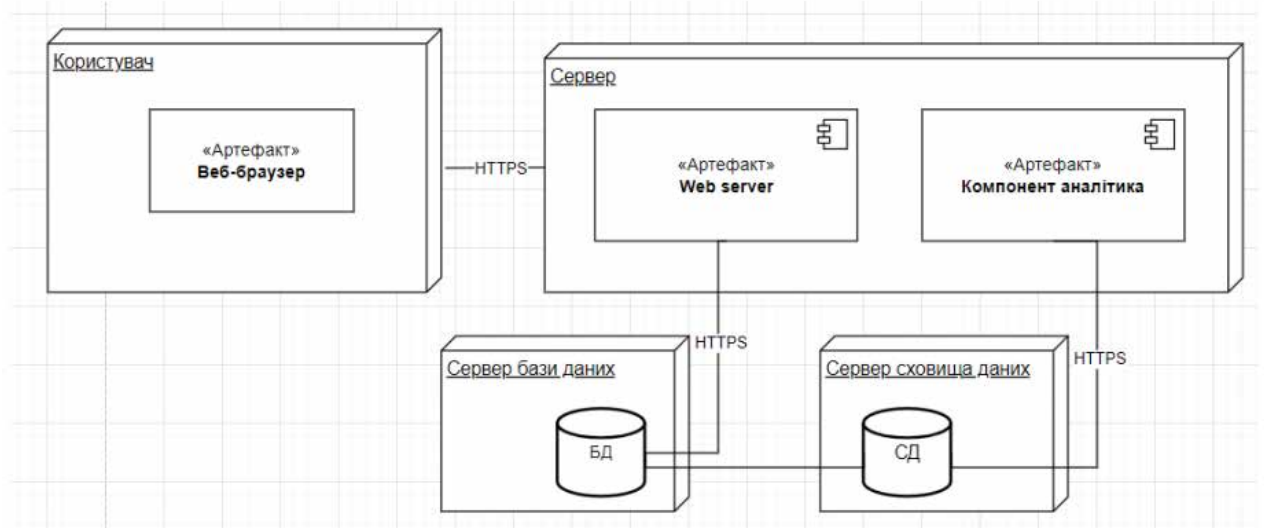 Користувач
«Артефакт»
Веб-браузер
HTTPS
Сервер
«Артефакт»
Web server
«Артефакт»
Компонент аналітика
HTTPS
HTTPS
Сервер бази даних
БД
Сервер сховища даних
СД